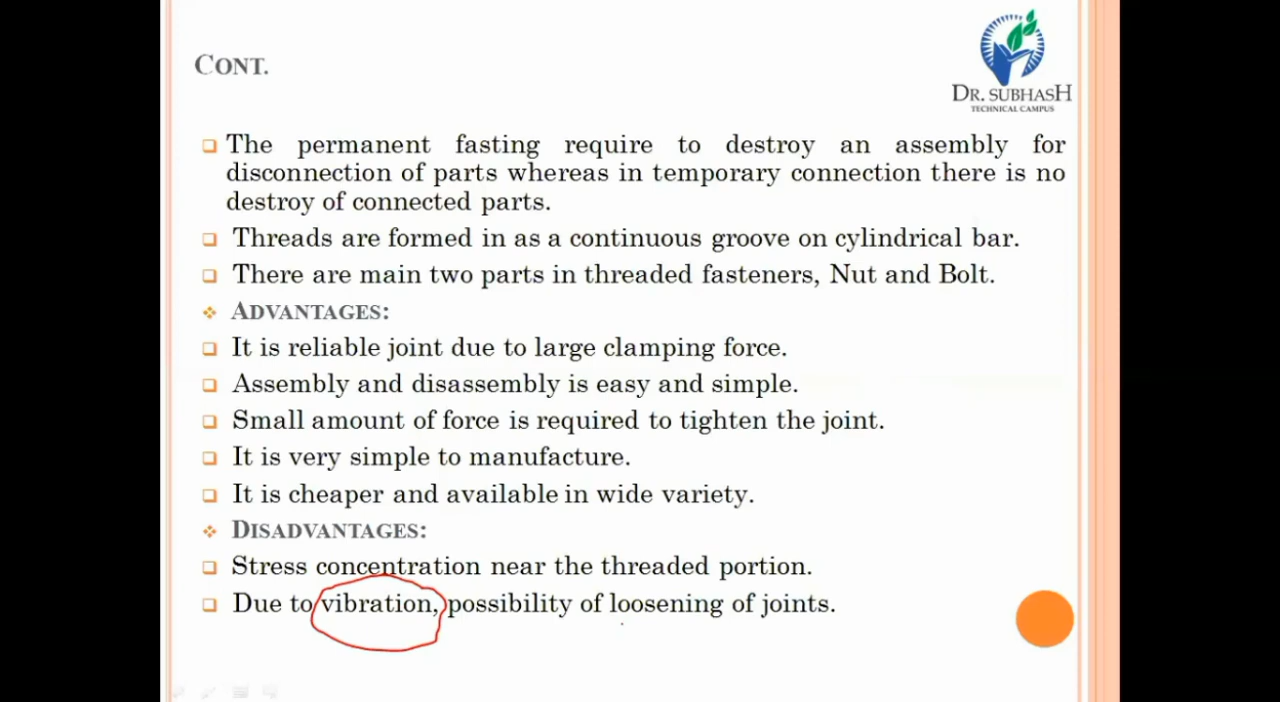 CONT.
DR. SUBHASH
TECHNICAL CAMPUS
The permanent fasting require to destroy an assembly for
disconnection of parts whereas in temporary connection there is no
destroy of connected parts.
Threads are formed in as a continuous groove on cylindrical bar.
There are main two parts in threaded fasteners, Nut and Bolt.
ADVANTAGES:
It is reliable joint due to large clamping force.
Assembly and disassembly is easy and simple.
Small amount of force is required to tighten the joint.
It is very simple to manufacture.
It is cheaper and available in wide variety.
DISADVANTAGES:
Stress concentration near the threaded portion.
Due to vibration, possibility of loosening of joints.